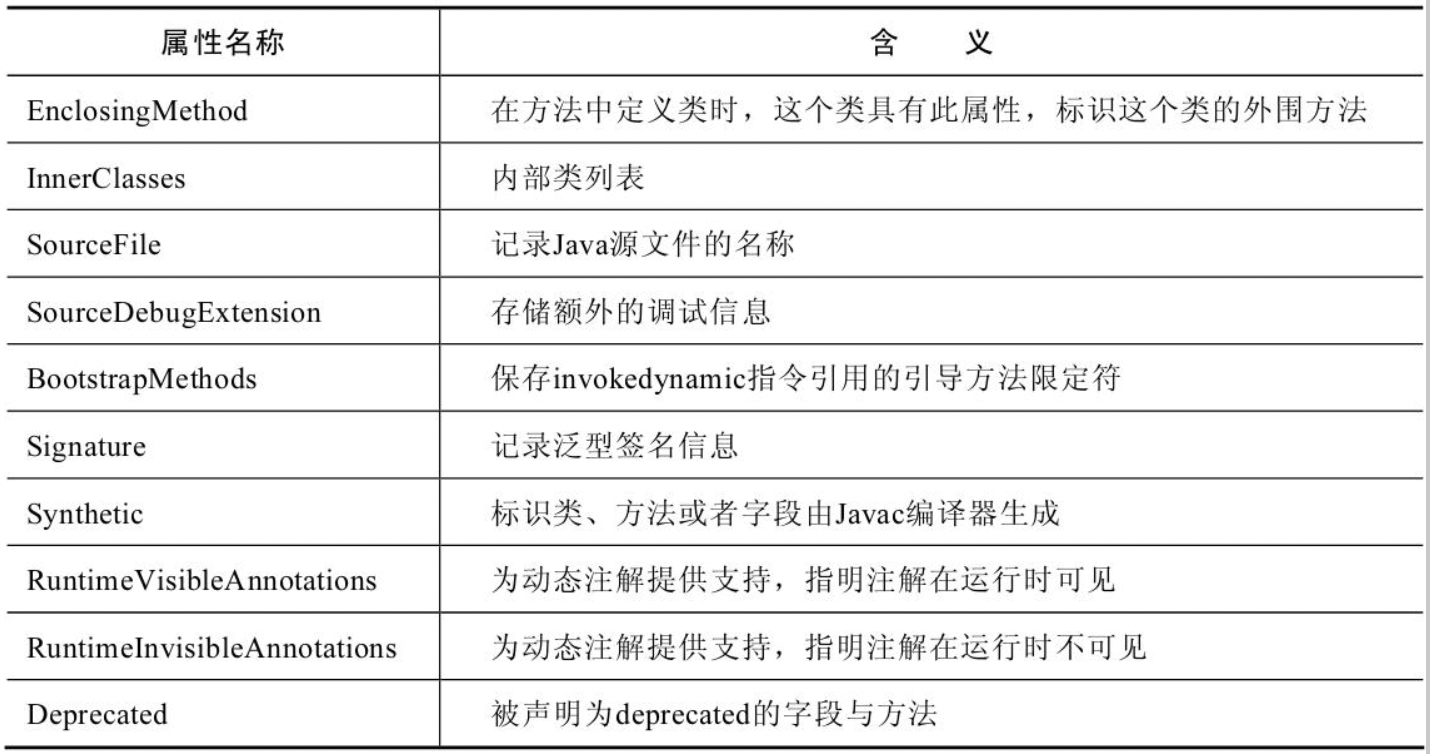 属性名称 含 义
EnclosingMethod 在方法中定义类时，这个类具有此属性，标识这个类的外围方法
InnerClasses 内部类列表
SourceFile 记录Java源文件的名称
SourceDebugExtension 存储额外的调试信息
BootstrapMethods 保存invokedynamic指令引用的引导方法限定符
Signature 记录泛型签名信息
Synthetic 标识类、方法或者字段由Javac编译器生成
RuntimeVisibleAnnotations 为动态注解提供支持，指明注解在运行时可见
RuntimeInvisibleAnnotations 为动态注解提供支持，指明注解在运行时不可见
Deprecated 被声明为deprecated的字段与方法